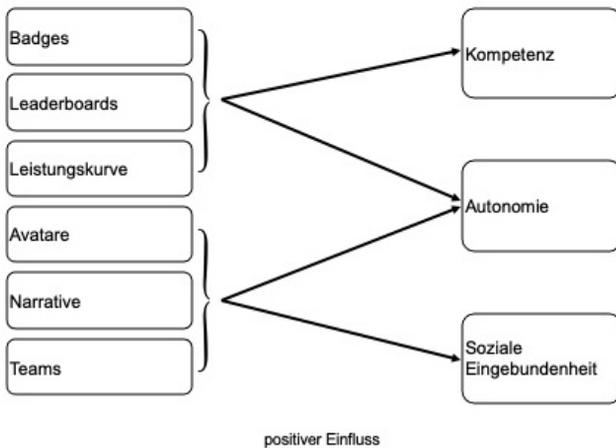 Badges
Leaderboards
Leistungskurve
Avatare
Narrative
Teams
Kompetenz
Autonomie
Soziale
Eingebundenheit
positiver Einfluss